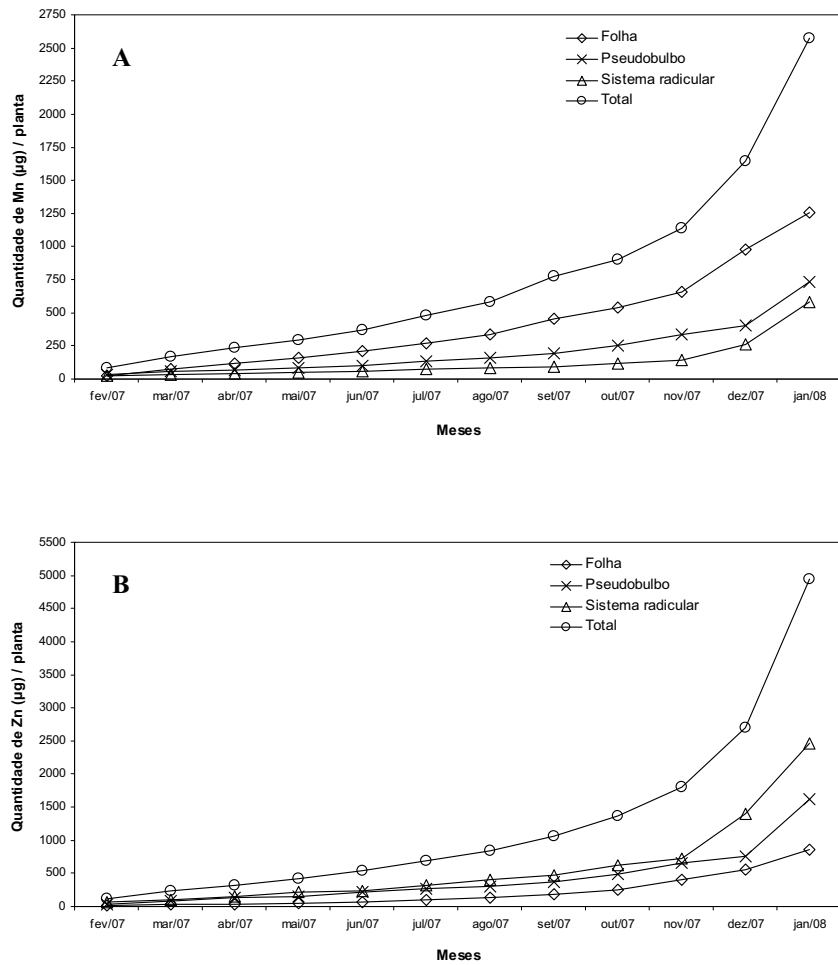 A
Folha
Pseudobulbo
Sistema radicular
Total
Quantidade de Mn (µg) / planta
2750
2500
2250
2000
1750
1500
1250
1000
750
500
250
0
fev/07 mar/07 abr/07 mai/07 jun/07 jul/07 ago/07 set/07 out/07 nov/07 dez/07 jan/08
Meses
B
Folha
Pseudobulbo
Sistema radicular
Total
Quantidade de Zn (µg) / planta
5500
5000
4500
4000
3500
3000
2500
2000
1500
1000
500
0
fev/07 mar/07 abr/07 mai/07 jun/07 jul/07 ago/07 set/07 out/07 nov/07 dez/07 jan/08
Meses